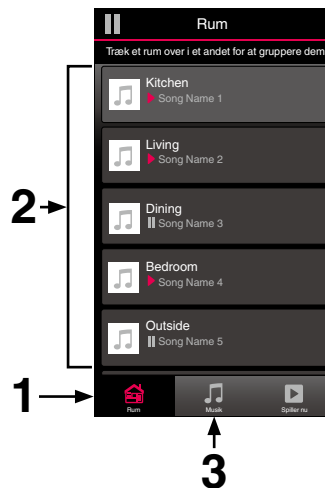 Rum
Træk et rum over i et andet for at gruppere dem
Kitchen
Song Name 1
Living
Song Name 2
2
Dining
Song Name 3
Bedroom
Song Name 4
Outside
Song Name 5
1
Rum
Musik
Spiller nu
3